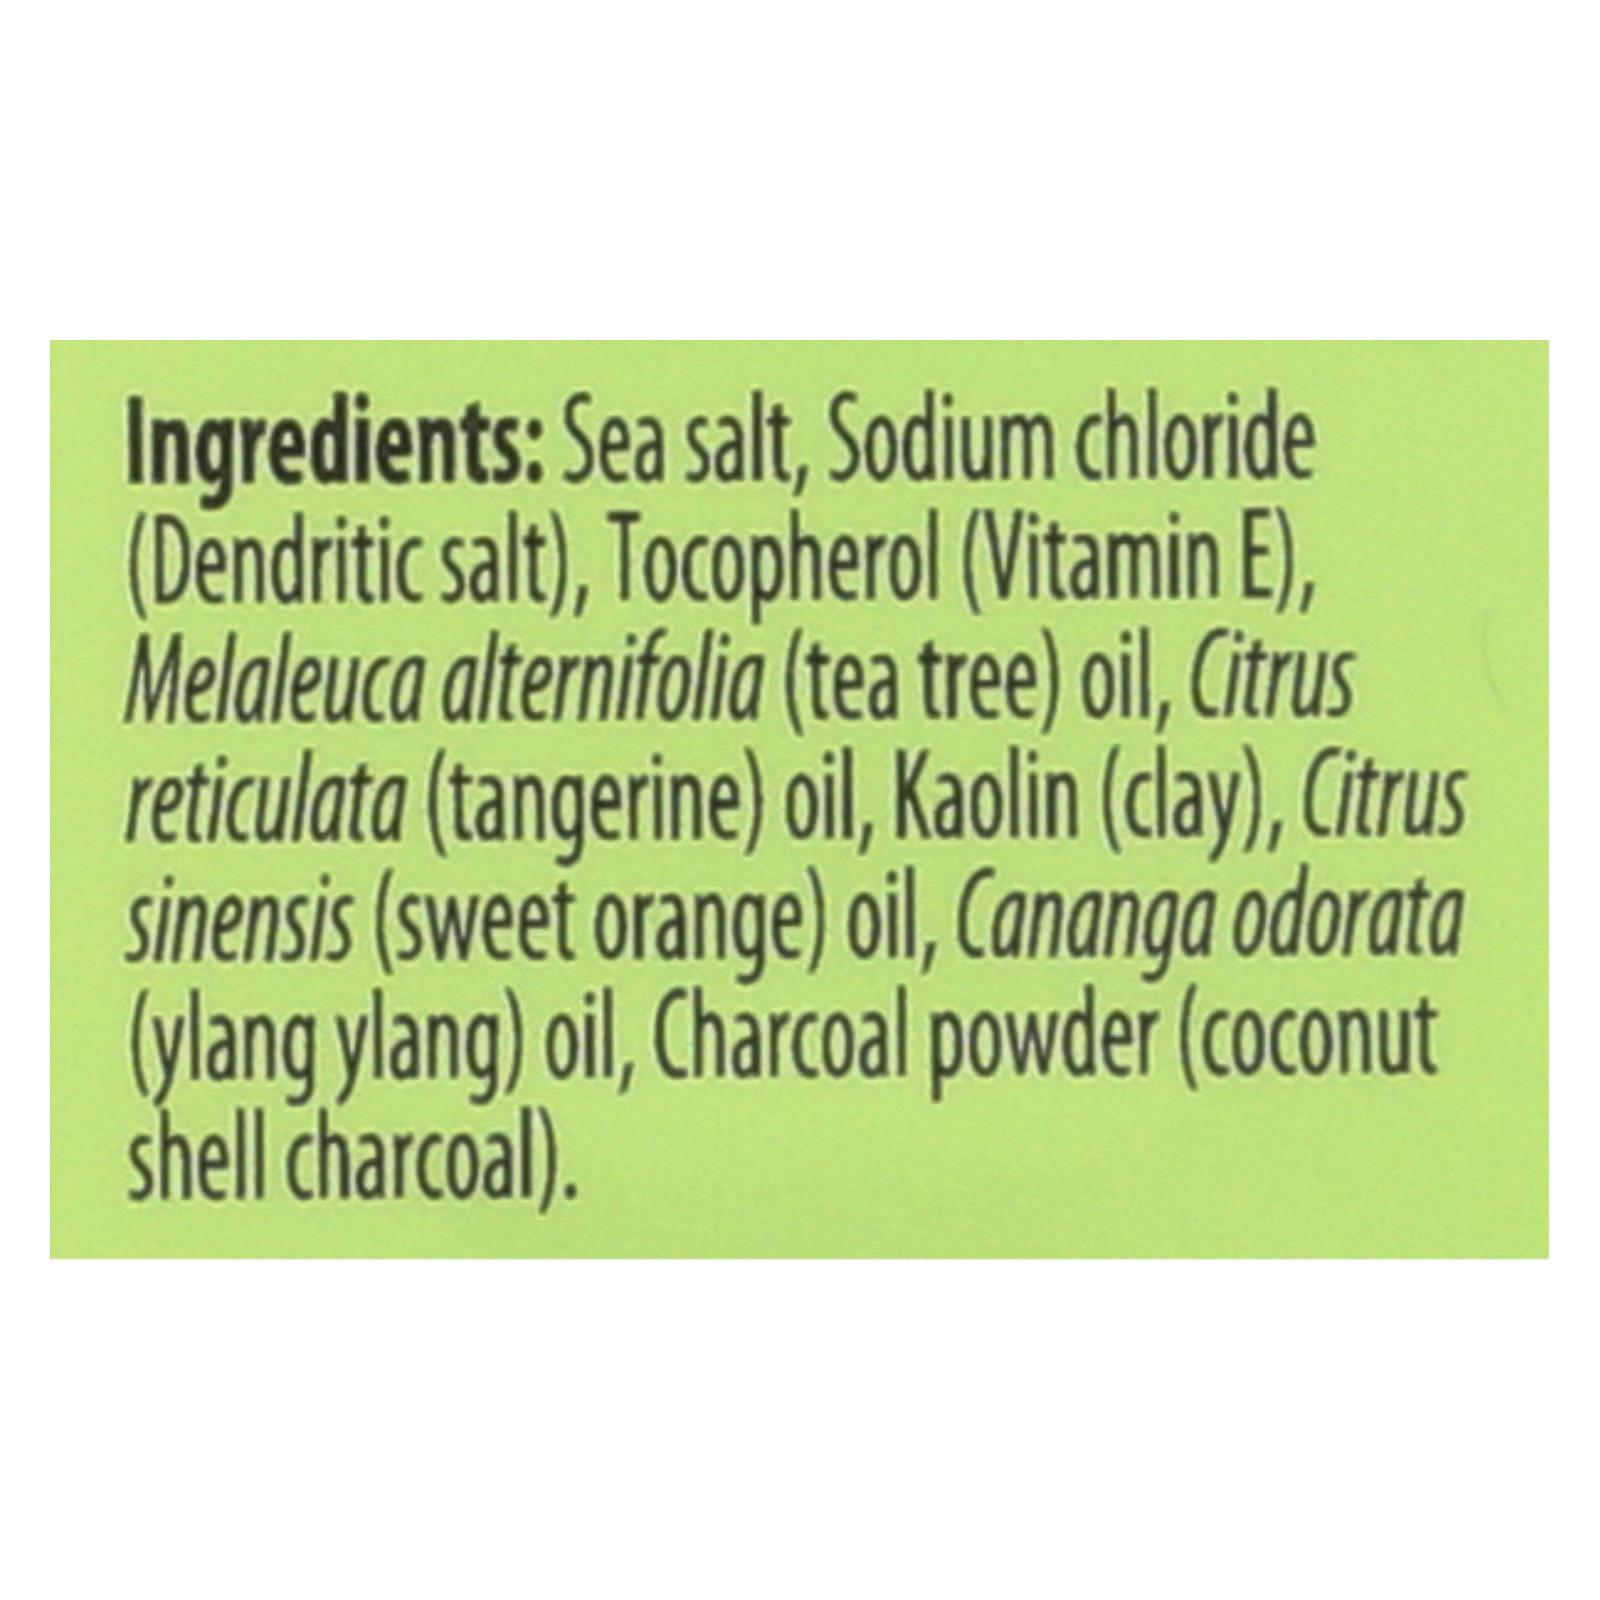 Ingredients: Sea salt, Sodium chloride
(Dendritic salt), Tocopherol (Vitamin E),
Melaleuca alternifolia (tea tree) oil, Citrus
reticulata (tangerine) oil, Kaolin (clay), Citrus
sinensis (sweet orange) oil, Cananga odorata
(ylang ylang) oil, Charcoal powder (coconut
shell charcoal).